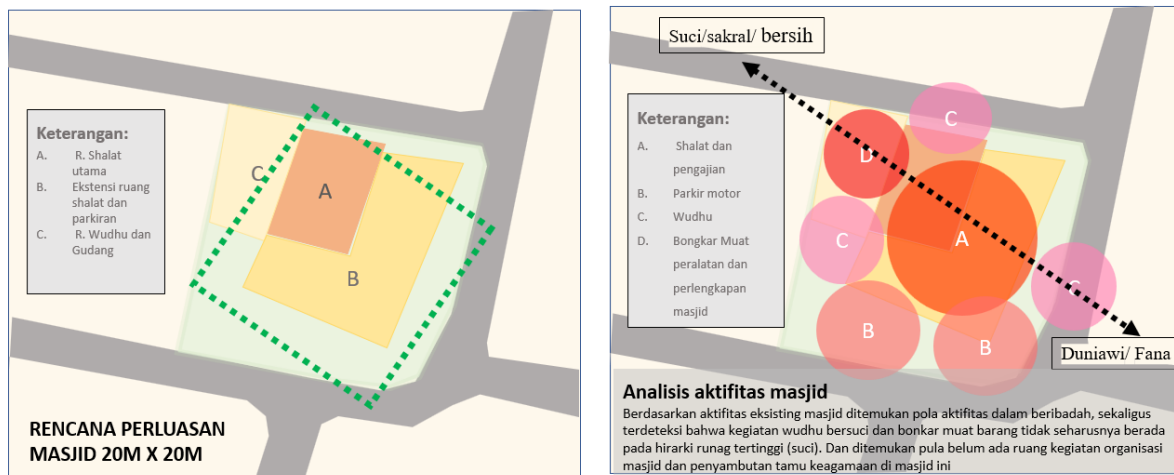 Keterangan:
A. R. Shalat
utama
B. Ekstensi ruang
shalat dan
parkiran
C. R. Wudhu dan
Gudang
C
A
B
RENCANA PERLUASAN
MASJID 20M X 20M
Suci/sakral/ bersih
Keterangan:
A. Shalat dan
pengajian
B. Parkir motor
C. Wudhu
D. Bongkar Muat
peralatan dan
perlengkapan
masjid
C
D
C
A
C
B
B
Duniawi/ Fana
Analisis aktifitas masjid
Berdasarkan aktifitas eksisting masjid ditemukan pola aktifitas dalam beribadah, sekaligus
terdeteksi bahwa kegiatan wudhu bersuci dan bonkar muat barang tidak seharusnya berada
pada hirarki runag tertinggi (suci). Dan ditemukan pula belum ada ruang kegiatan organisasi
masjid dan penyambutan tamu keagamaan di masjid ini